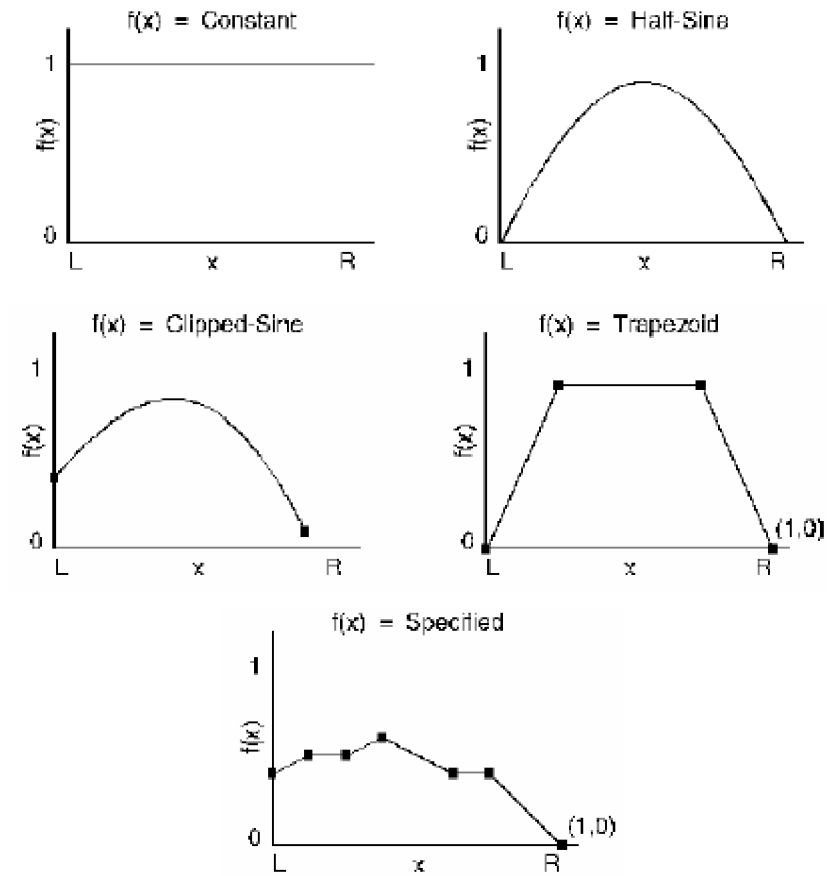 f(x) = Constant
1
f(x)
0
L x R
f(x) = Half-Sine
1
f(x)
0
L x R
f(x) = Clipped-Sine
1
f(x)
0
L x R
f(x) = Trapezoid
1
f(x)
0
(1,0)
L x R
f(x) = Specified
1
f(x)
0
(1,0)
L x R